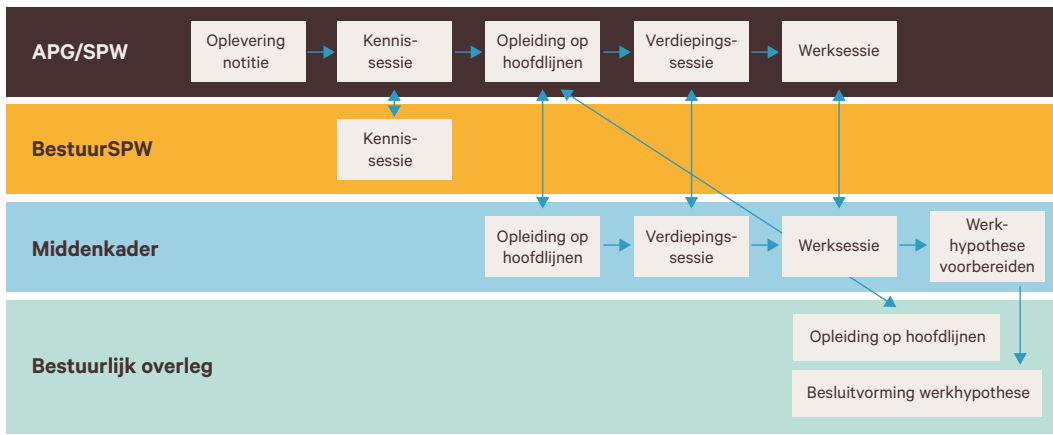 APG/SPW
Oplevering
notitie
Kennis-
sessie
Opleiding op
hoofdlijnen
Verdiepings-
sessie
Werksessie
BestuurSPW
Kennis-
sessie
Middenkader
Opleiding op
hoofdlijnen
Verdiepings-
sessie
Werksessie
Werk-
hypothese
voorbereiden
Bestuurlijk overleg
Opleiding op hoofdlijnen
Besluitvorming werkhypothese